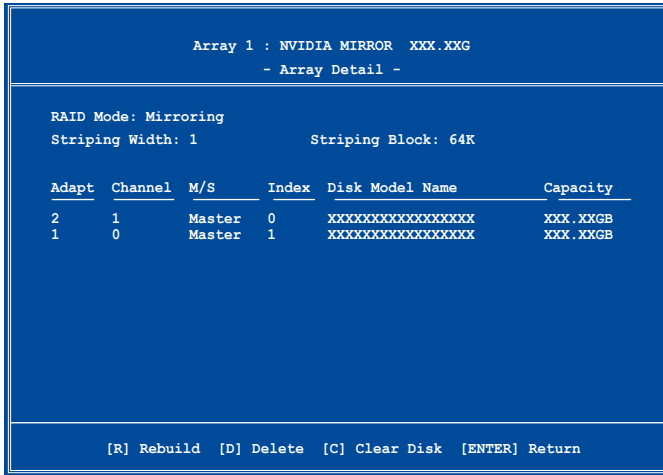 Array 1 : NVIDIA MIRROR XXX.XXG
- Array Detail -
RAID Mode: Mirroring
Striping Width: 1 Striping Block: 64K
Adapt Channel M/S Index Disk Model Name Capacity
2 1 Master 0 XXXXXXXXXXXXXXXXX XXX.XXGB
1 0 Master 1 XXXXXXXXXXXXXXXXX XXX.XXGB
[R] Rebuild [D] Delete [C] Clear Disk [ENTER] Return